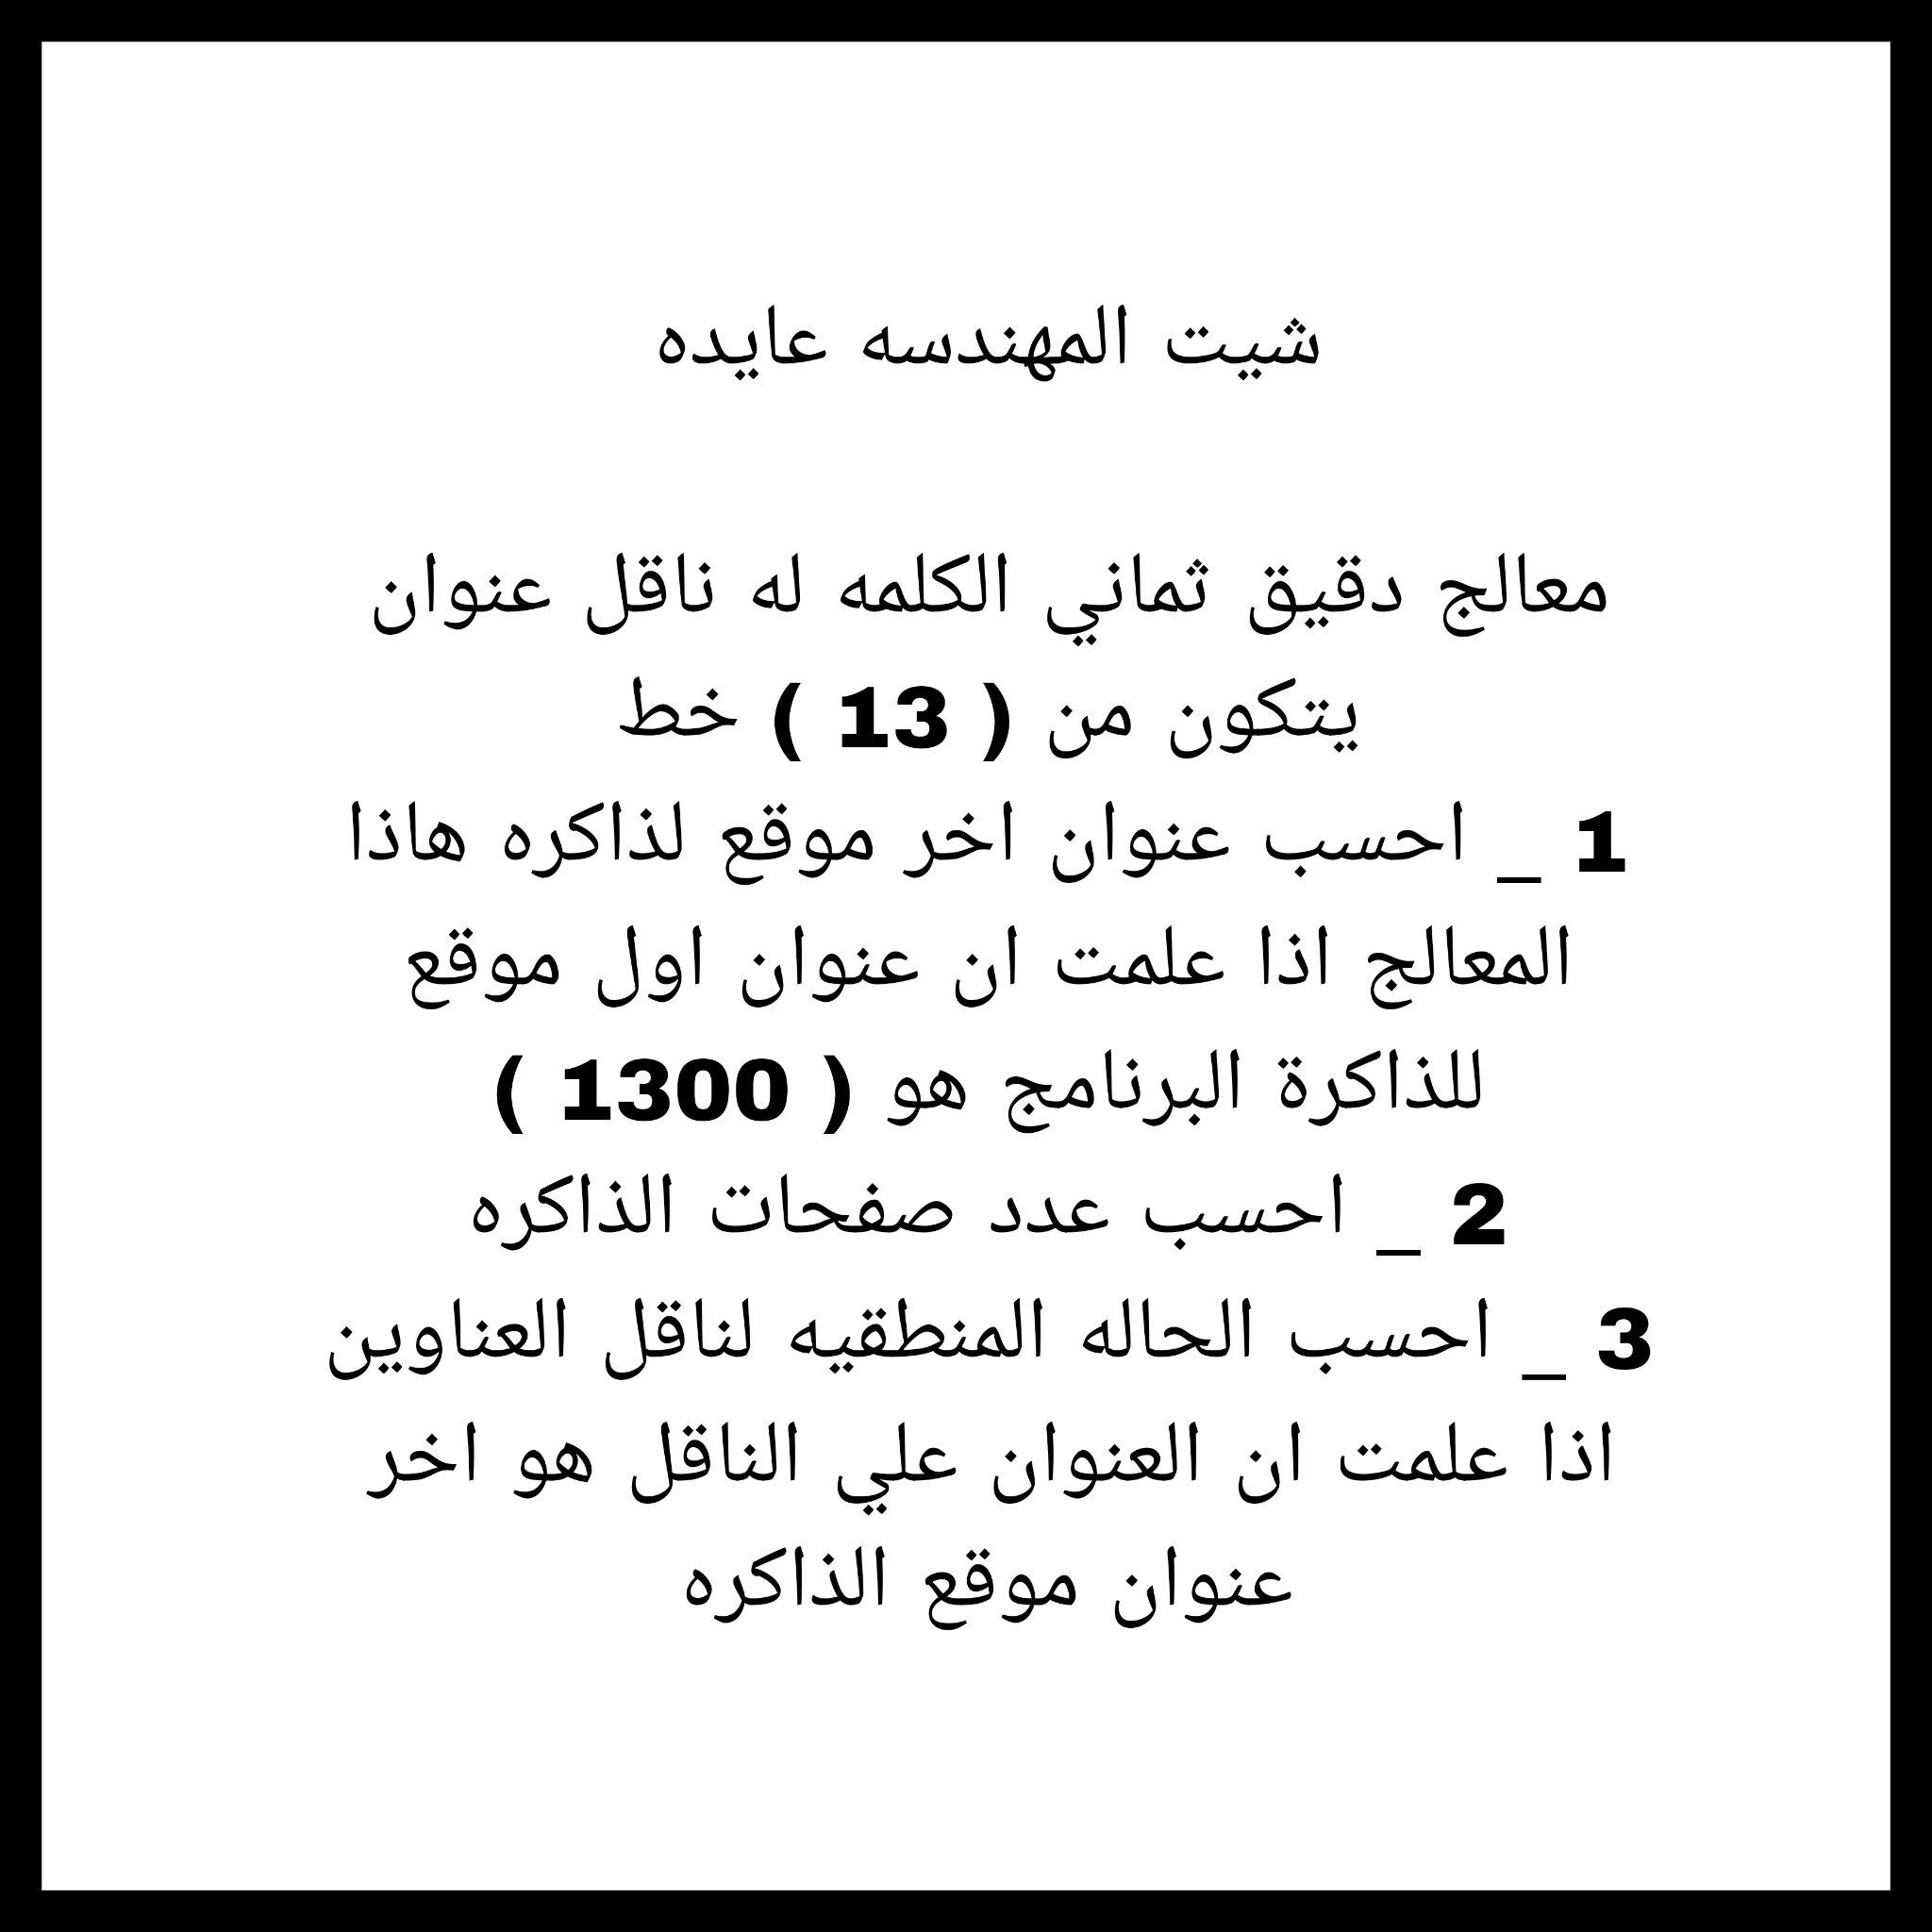 شيت المهندسه عايده
معالج دقيق ثماني الكلمه له ناقل عنوان
يتكون من ( 13 ) خط
1 _ احسب عنوان اخر موقع لذاكره هاذا
المعالج اذا علمت ان عنوان اول موقع
للذاكرة البرنامج هو ( 1300 )
2 _ احسب عدد صفحات الذاكره
3 _ احسب الحاله المنطقيه لناقل العناوين
اذا علمت ان العنوان علي الناقل هو اخر
عنوان موقع الذاكره